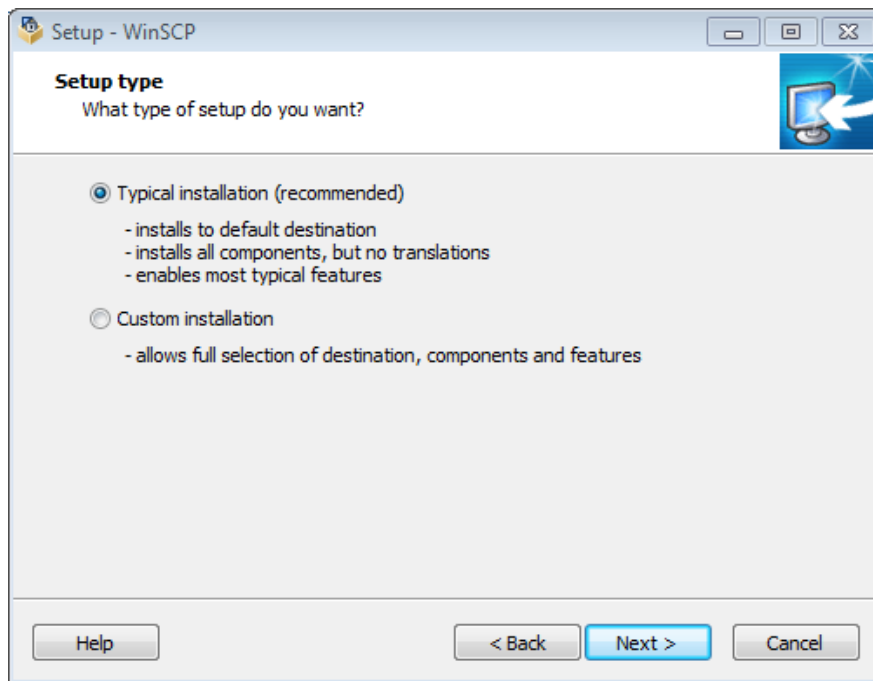 Setup - WinSCP
Setup type
What type of setup do you want?
Typical installation (recommended)
- installs to default destination
- installs all components, but no translations
- enables most typical features
Custom installation
- allows full selection of destination, components and features
Help
< Back
Next >
Cancel